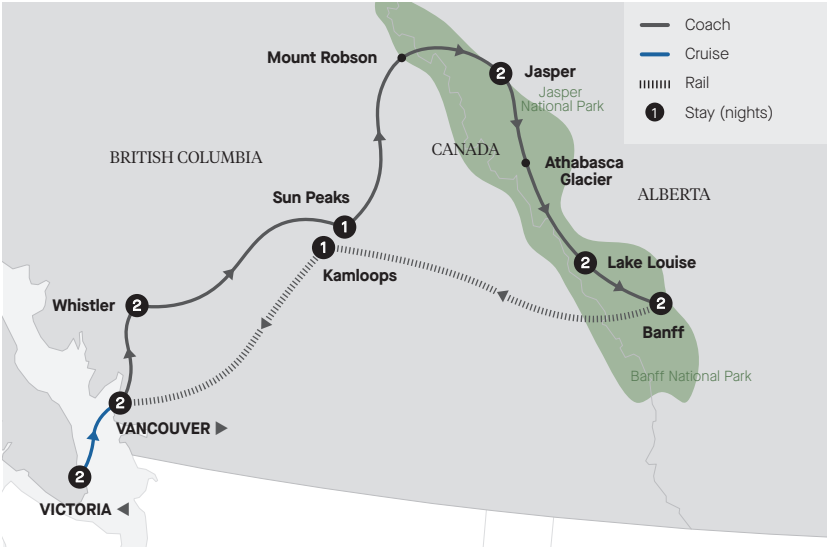 Coach
Cruise
Rail
1 Stay (nights)
Mount Robson
2 Jasper
Jasper
National Park
BRITISH COLUMBIA
CANADA
Athabasca
Glacier
ALBERTA
Sun Peaks
1
1
Kamloops
2 Lake Louise
Whistler 2
2
Banff
Banff National Park
2
VANCOUVER
2
VICTORIA